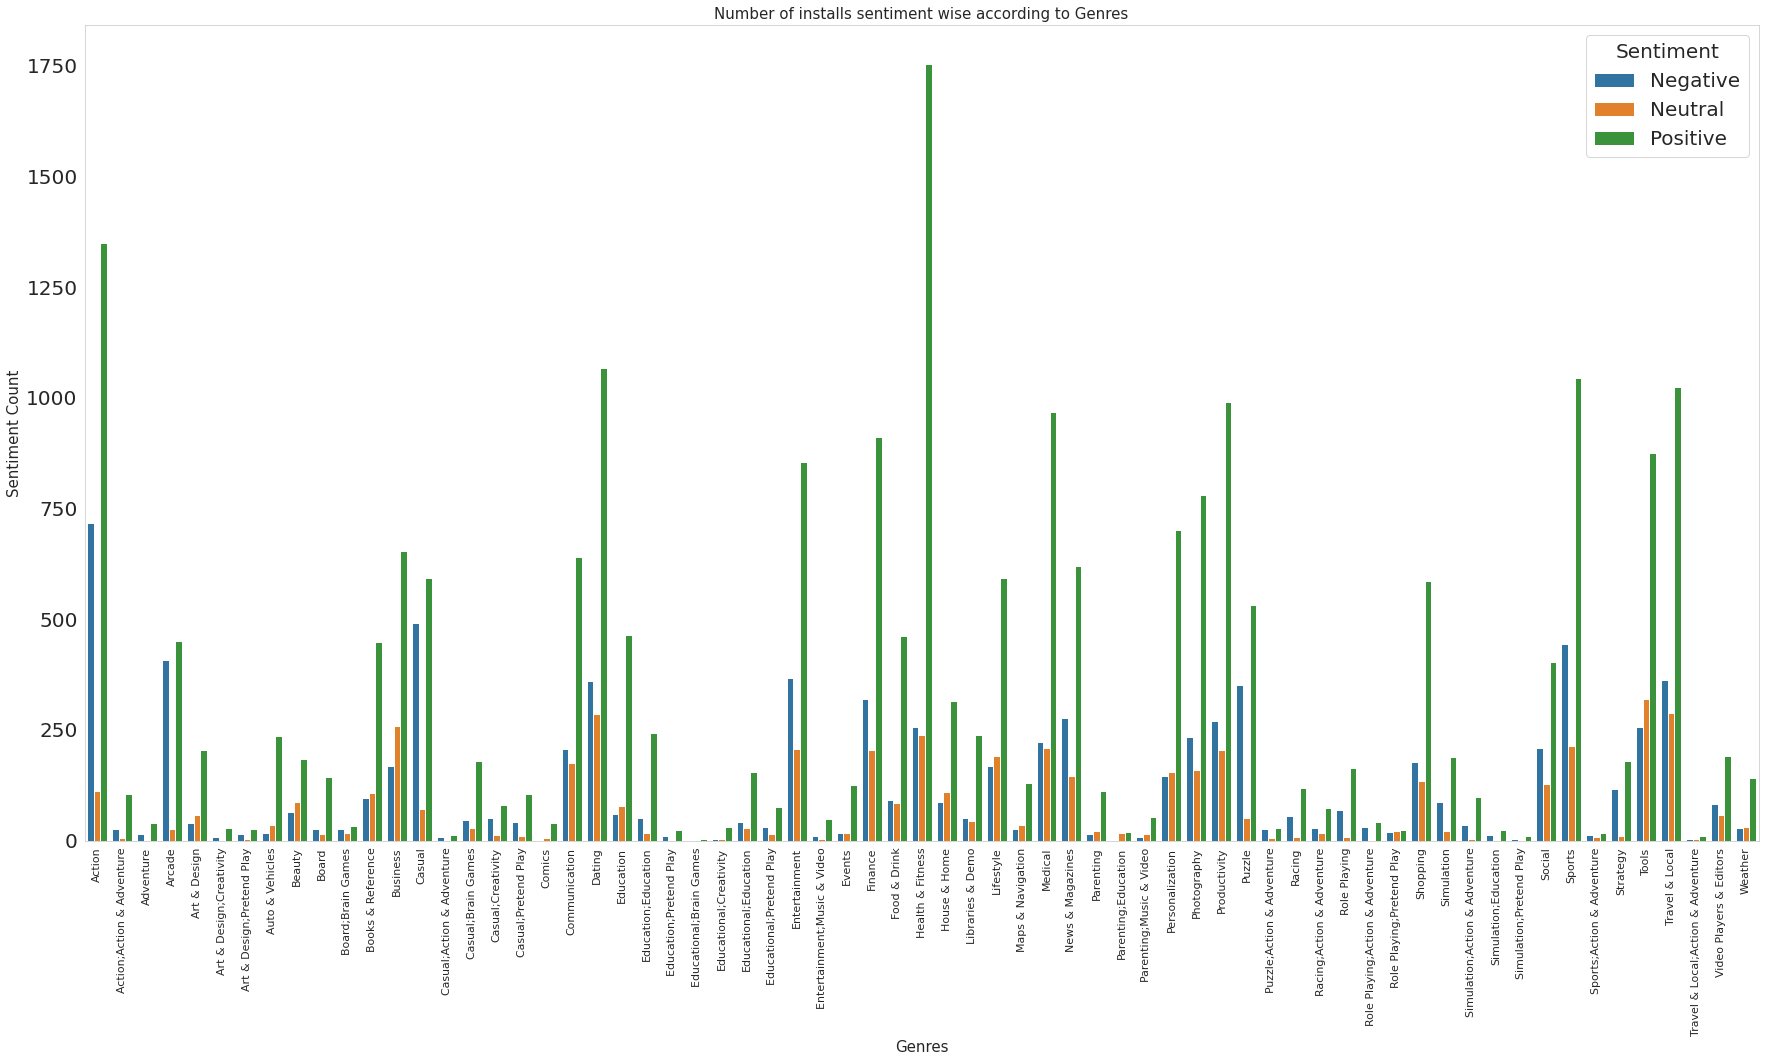 Number of installs sentiment wise according to Genres
Sentiment
Negative
Neutral
Positive
Sentiment Count
1750
1500
1250
1000
750
500
250
0
Action
Action;Action & Adventure
Adventure
Arcade
Art & Design
Art & Design;Creativity
Art & Design;Pretend Play
Auto & Vehicles
Beauty
Board
Board;Brain Games
Books & Reference
Business
Casual
Casual;Action & Adventure
Casual;Brain Games
Casual;Creativity
Casual;Pretend Play
Comics
Communication
Dating
Education
Education;Education
Education;Pretend Play
Educational;Brain Games
Educational;Creativity
Educational;Education
Educational;Pretend Play
Entertainment
Entertainment;Music & Video
Events
Finance
Food & Drink
Health & Fitness
House & Home
Libraries & Demo
Lifestyle
Maps & Navigation
Medical
News & Magazines
Parenting
Parenting;Education
Parenting;Music & Video
Personalization
Photography
Productivity
Puzzle
Puzzle;Action & Adventure
Racing
Racing;Action & Adventure
Role Playing
Role Playing;Action & Adventure
Role Playing;Pretend Play
Shopping
Simulation
Simulation;Action & Adventure
Simulation;Education
Simulation;Pretend Play
Social
Sports
Sports;Action & Adventure
Strategy
Tools
Travel & Local
Travel & Local;Action & Adventure
Video Players & Editors
Weather
Genres